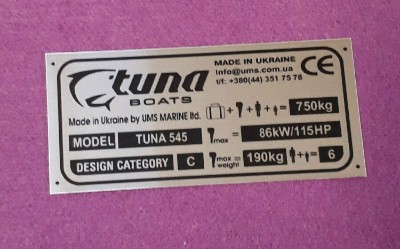 tuna
BOATS
MADE IN UKRAINE
info@ums.com.ua
t/f: +380(44) 351 75 76
CE
Made in Ukraine by UMS MARINE ltd.
+ + + = 750kg
MODEL TUNA 545
max = 86kW/115HP
DESIGN CATEGORY C
max weight = 190kg
+ = 6